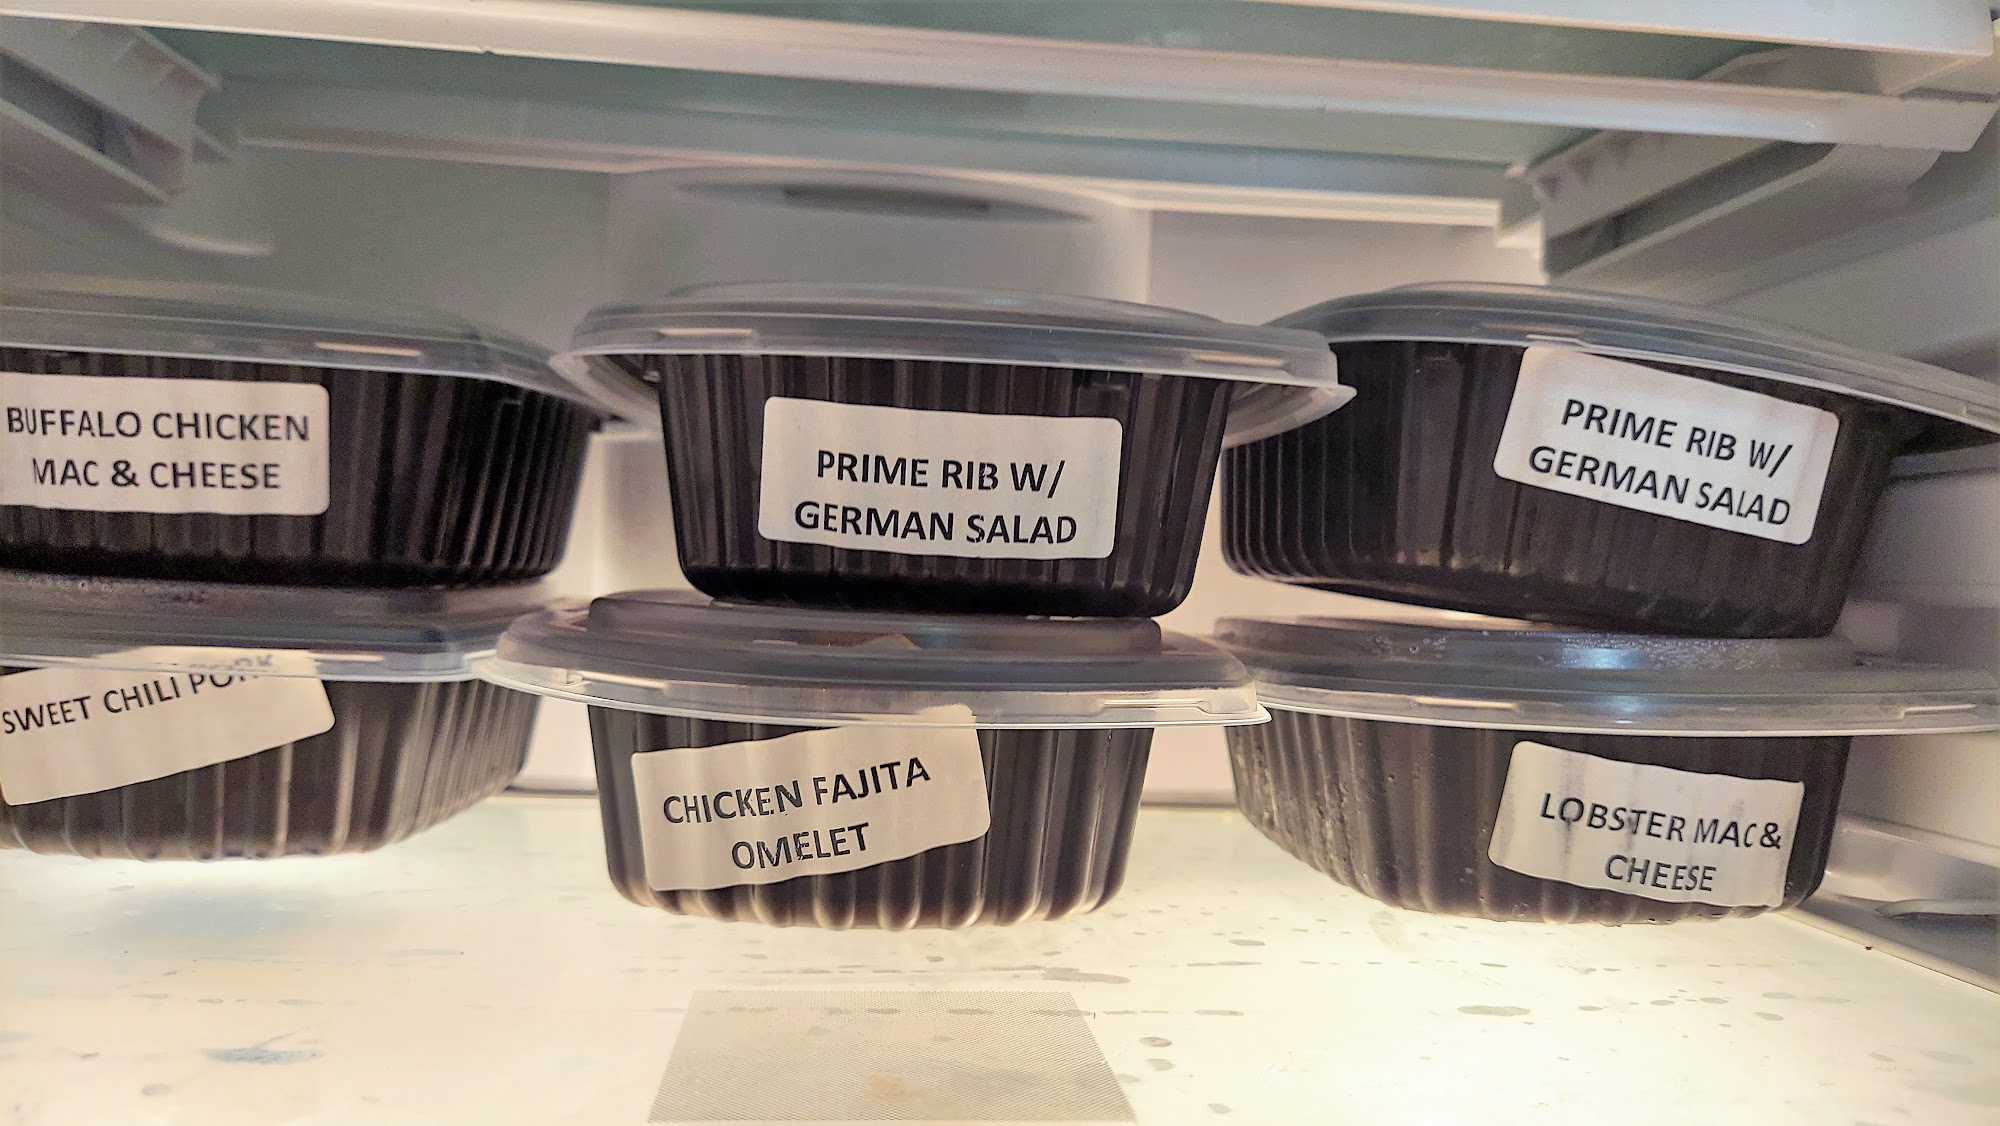 BUFFALO CHICKEN
MAC & CHEESE
PRIME RIB W/
GERMAN SALAD
PRIME RIB W/
GERMAN SALAD
SWEET CHILI PORK
CHICKEN FAJITA
OMELET
LOBSTER MAC &
CHEESE